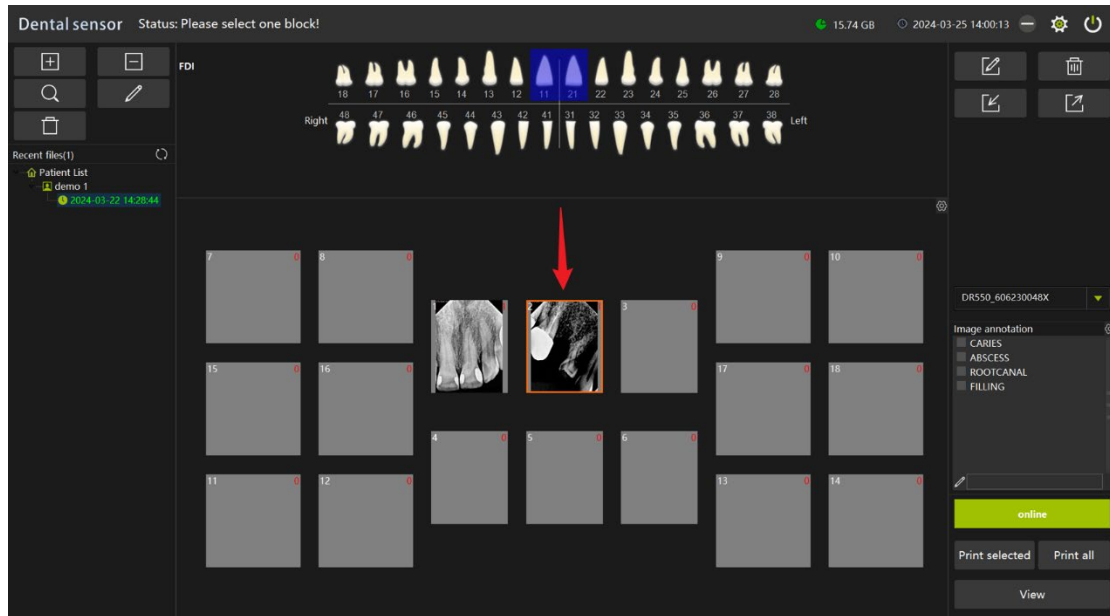 Dental sensor Status: Please select one block! 15.74 GB 2024-03-25 14:00:13
FDI
18 17 16 15 14 13 12 11 21 22 23 24 25 26 27 28
Right 48 47 46 45 44 43 42 41 31 32 33 34 35 36 37 38 Left
Recent files(1)
Patient List
demo 1
2024-03-22 14:28:44
7 0 8 0 9 0 10 0
2 3 0
15 0 16 0 17 0 18 0
4 0 5 0 6 0
11 0 12 0 13 0 14 0
DR550_606230048X
Image annotation
CARIES
ABSCESS
ROOTCANAL
FILLING
online
Print selected Print all
View